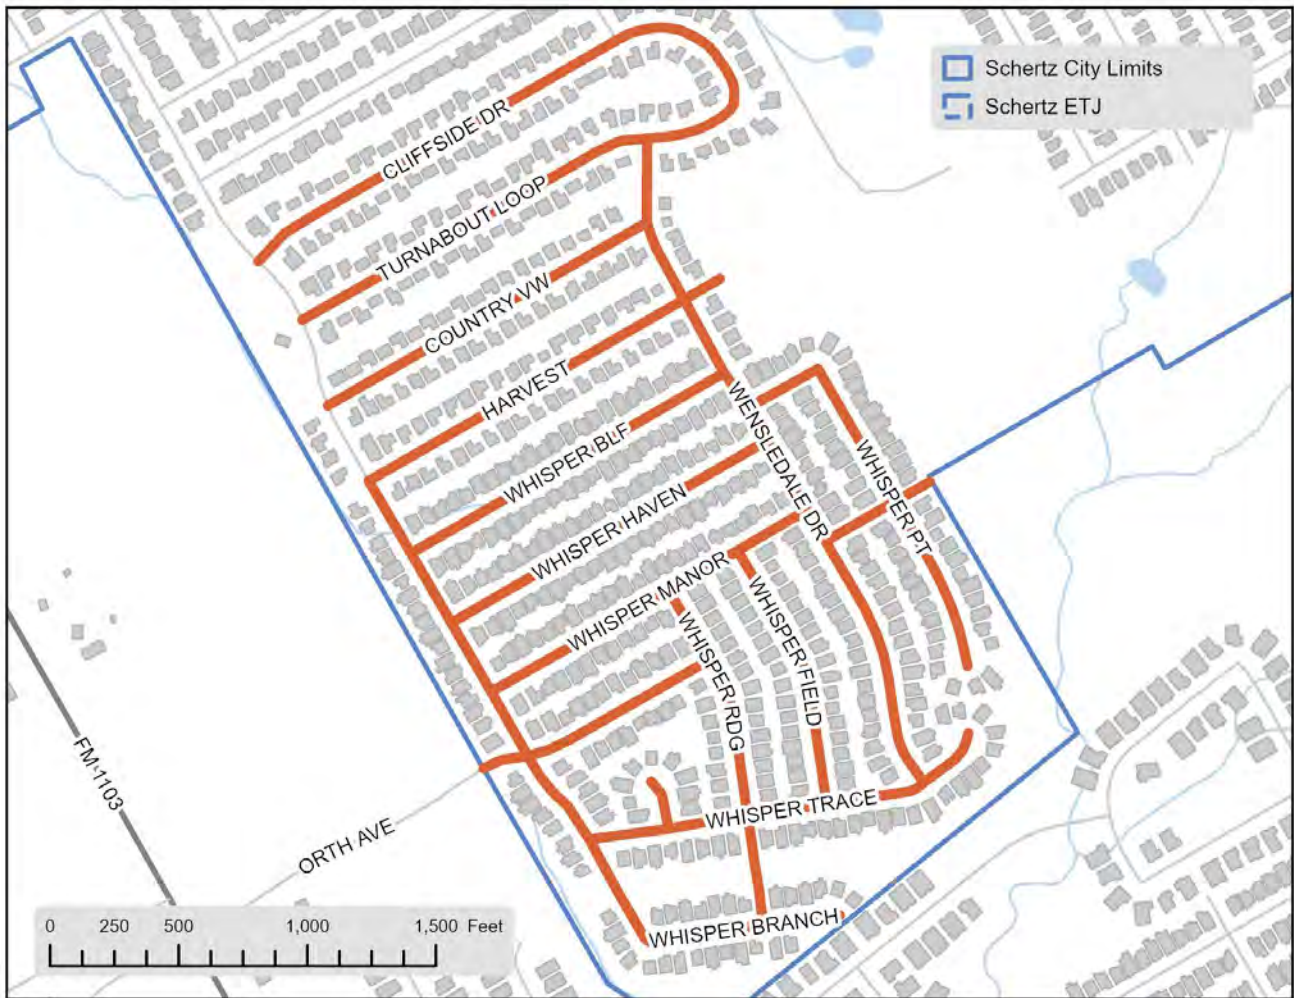 Schertz City Limits
Schertz ETJ
CLIFFSIDE DR
TURNABOUT LOOP
COUNTRY VW
HARVEST
WHISPER BLF
WENSLEDALE DR
WHISPER PT
WHISPER HAVEN
WHISPER MANOR
WHISPER FIELD
WHISPER RDG
FM 1103
WHISPER TRACE
ORTH AVE
WHISPER BRANCH
0 250 500 1,000 1,500 Feet